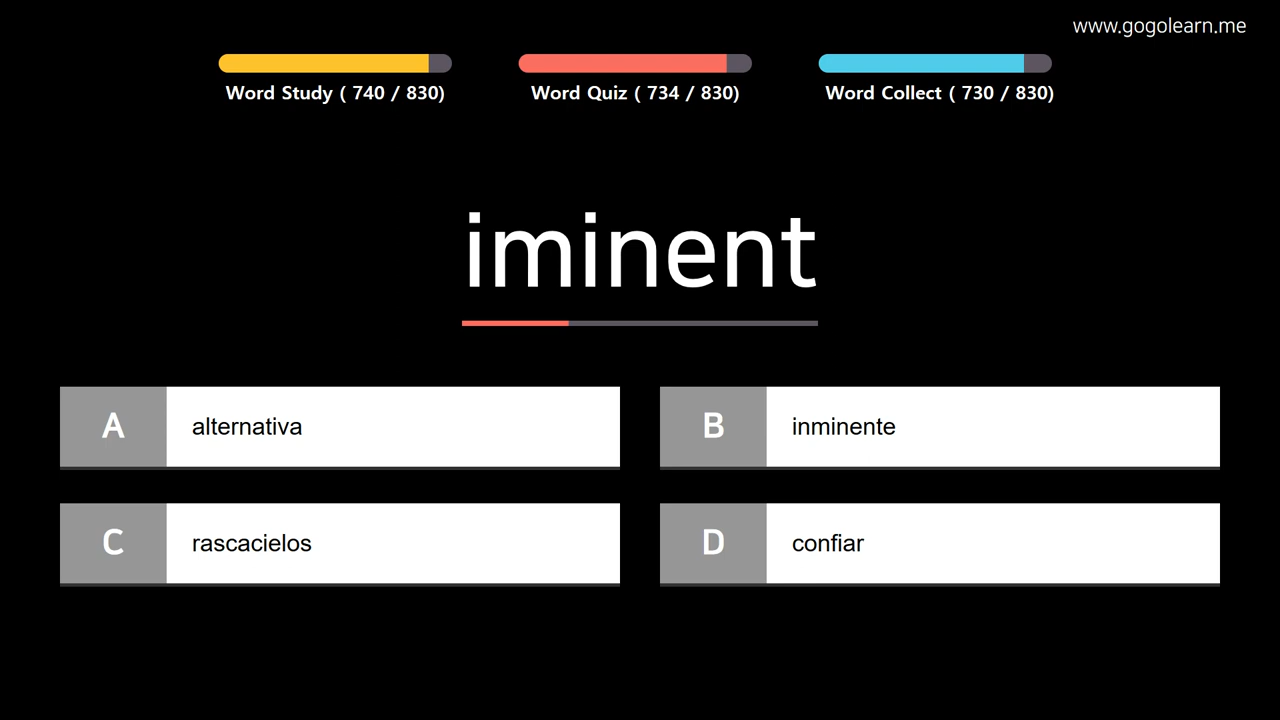 www.gogolearn.me
Word Study ( 740 / 830)
Word Quiz ( 734 / 830)
Word Collect ( 730 / 830)
iminent
A
alternativa
B
inminente
C
rascacielos
D
confiar